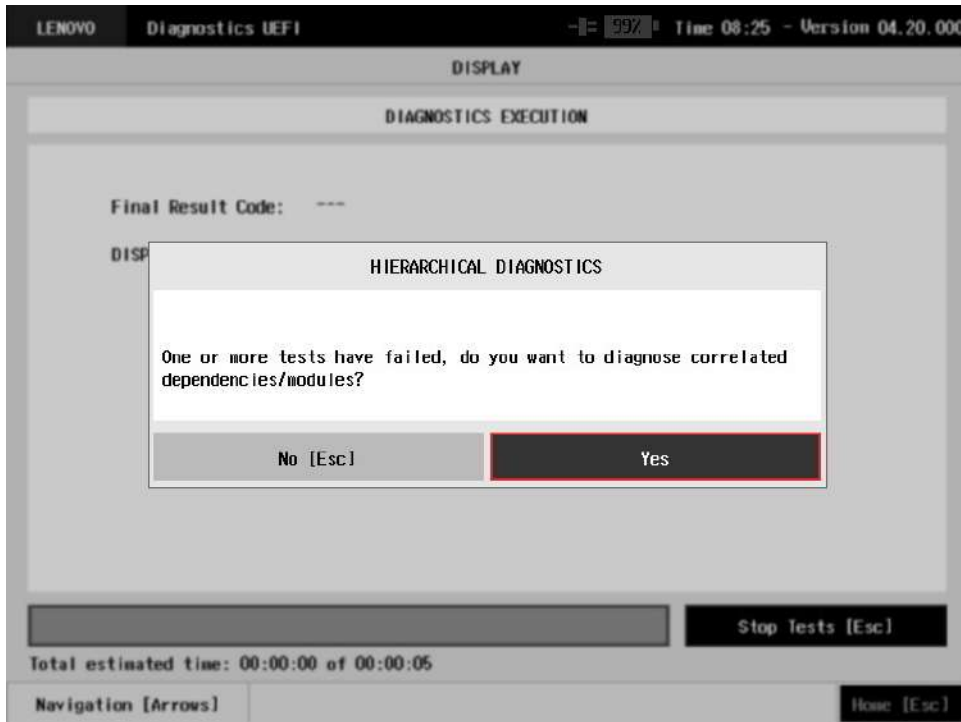 LENOVO Diagnostics UEFI 99% Time 08:25 - Version 04.20.000
DISPLAY
DIAGNOSTICS EXECUTION
Final Result Code: ---
DISP
HIERARCHICAL DIAGNOSTICS
One or more tests have failed, do you want to diagnose correlated
dependencies/modules?
No [Esc] Yes
Stop Tests [Esc]
Total estimated time: 00:00:00 of 00:00:05
Navigation [Arrows] Home [Esc]